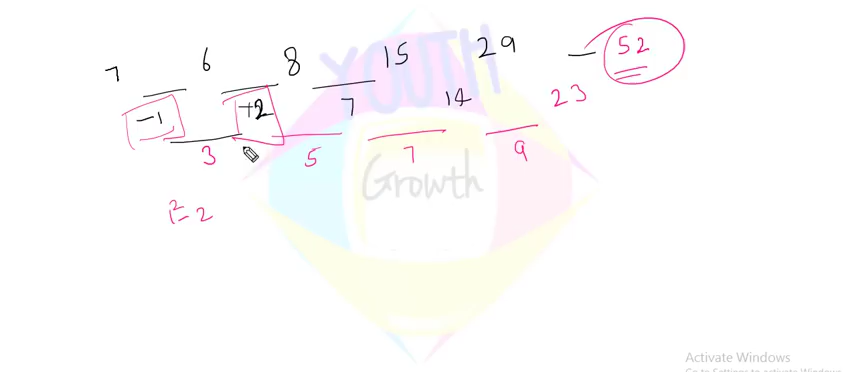 7 6 8 15 29 — 52
-1 +2 7 14 23
3 5 7 9
1² - 2
YOUTH
Growth
Activate Windows